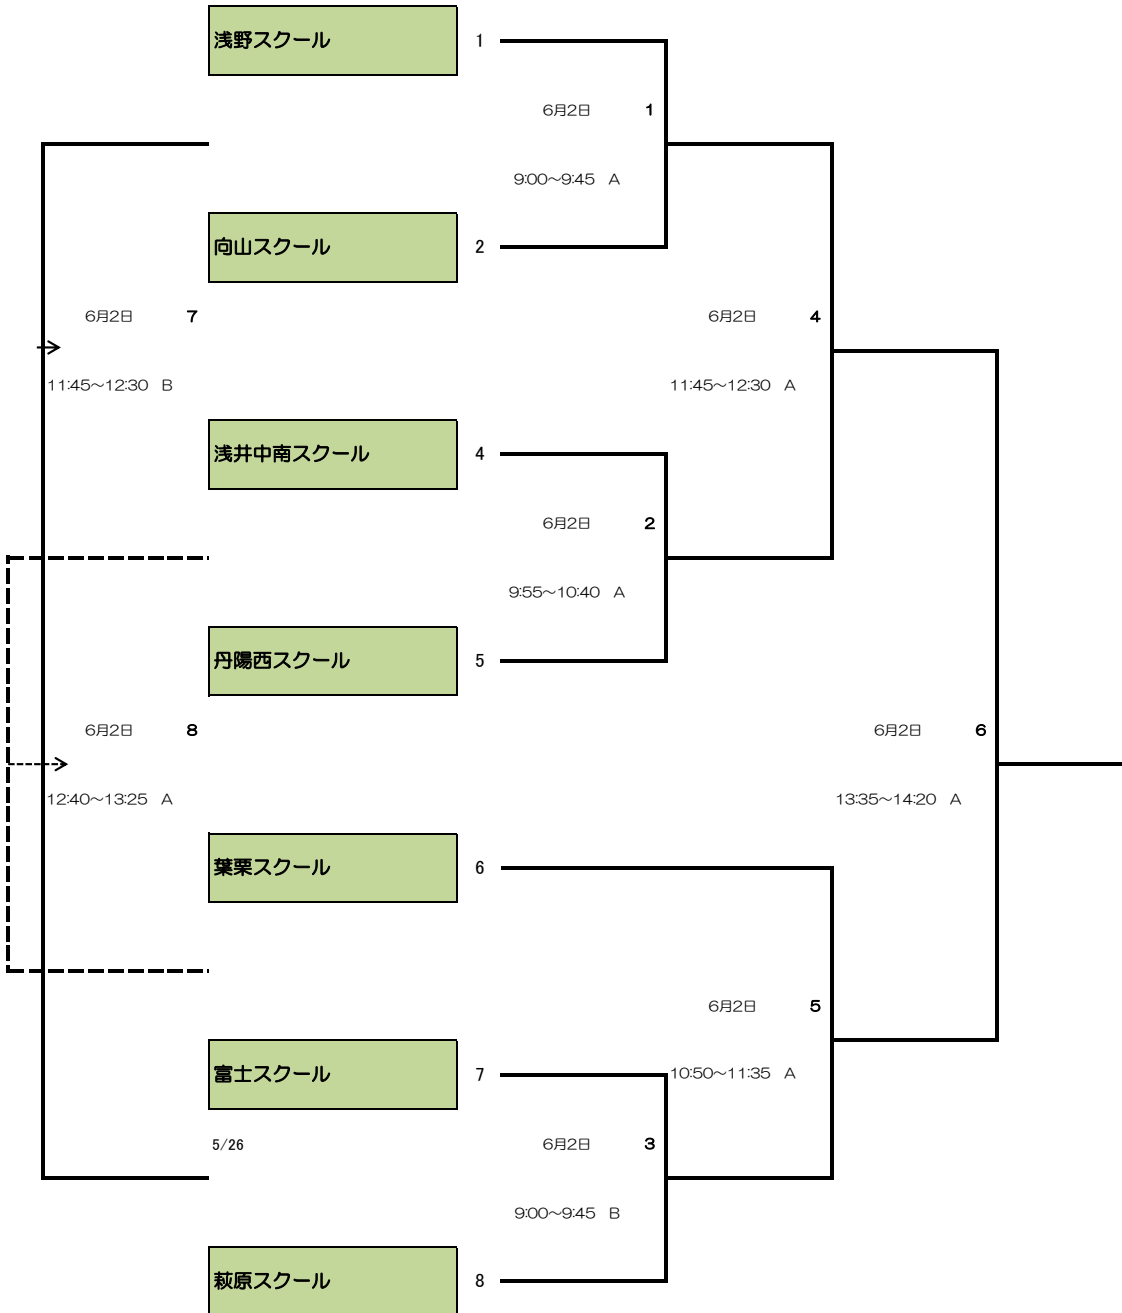 浅野スクール 1
6月2日 1
9:00～9:45 A
向山スクール 2
6月2日 7 6月2日 4
11:45～12:30 B 11:45～12:30 A
浅井中南スクール 4
6月2日 2
9:55～10:40 A
丹陽西スクール 5
6月2日 8 6月2日 6
12:40～13:25 A 13:35～14:20 A
葉栗スクール 6
6月2日 5
富士スクール 7 10:50～11:35 A
5/26 6月2日 3
9:00～9:45 B
萩原スクール 8